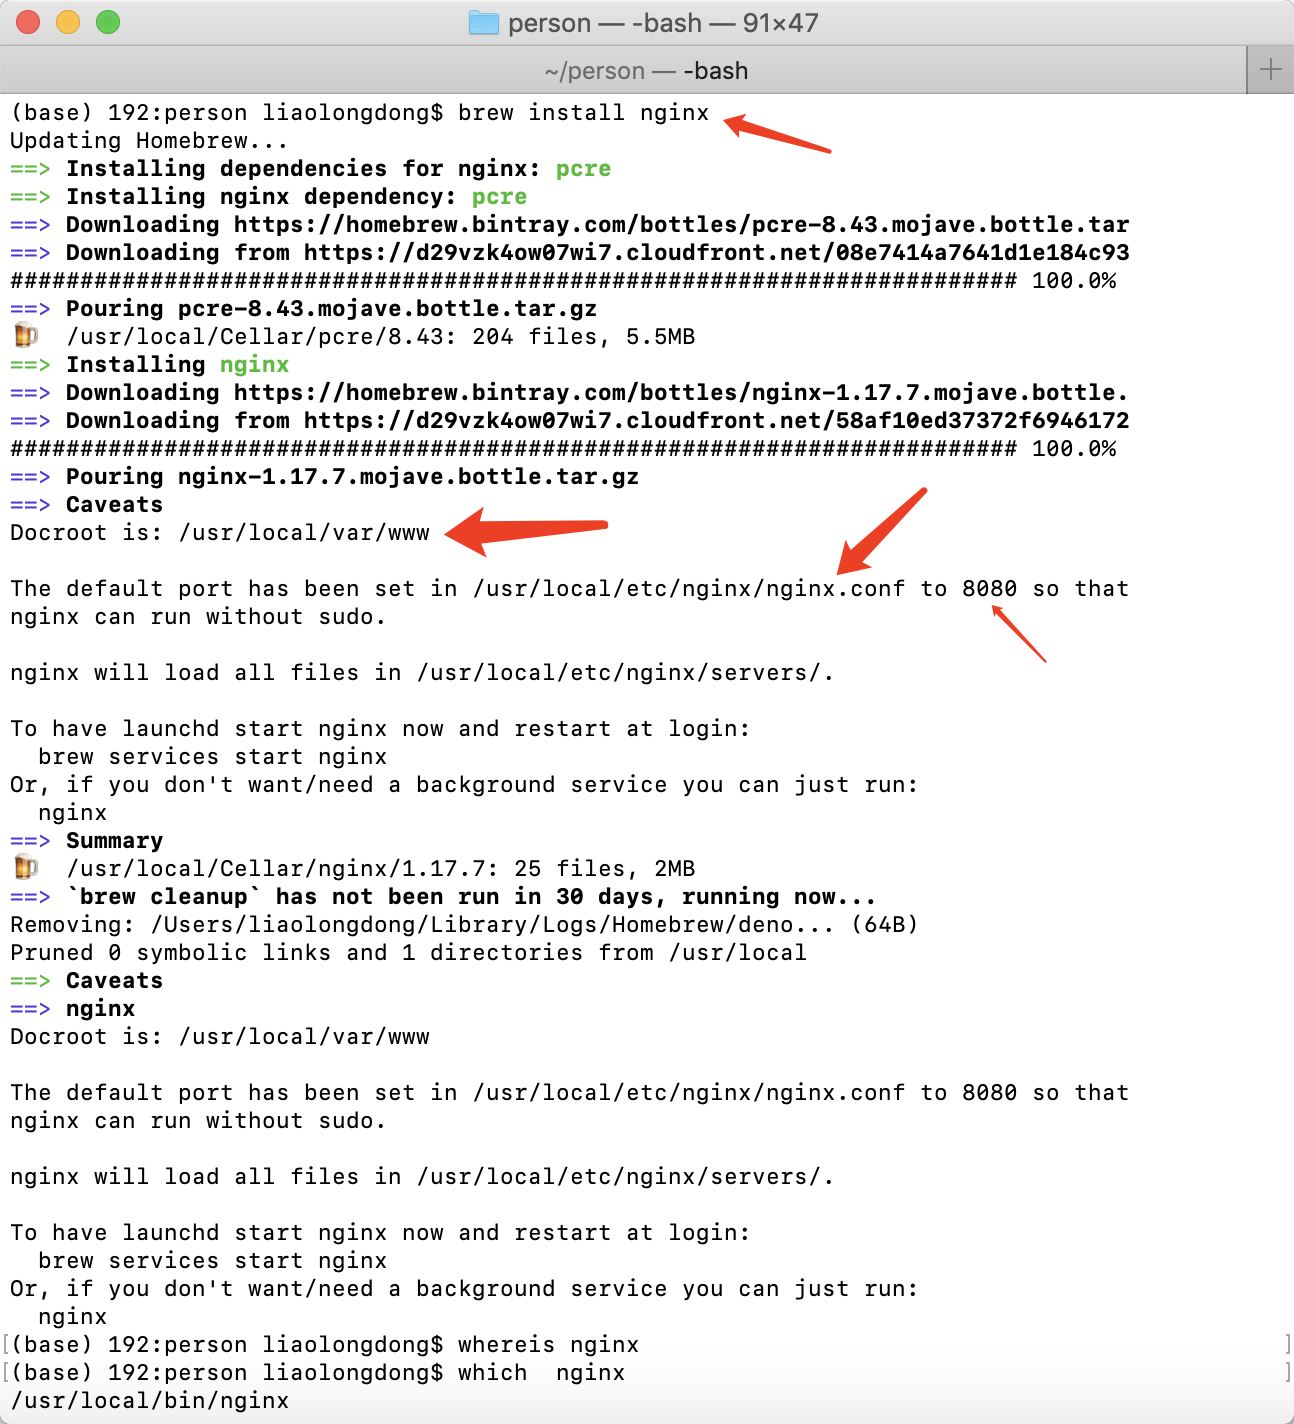 person — -bash — 91×47
~/person — -bash
(base) 192:person liaolongdong$ brew install nginx
Updating Homebrew...
==> Installing dependencies for nginx: pcre
==> Installing nginx dependency: pcre
==> Downloading https://homebrew.bintray.com/bottles/pcre-8.43.mojave.bottle.tar
==> Downloading from https://d29vzk4ow07wi7.cloudfront.net/08e7414a7641d1e184c93
######################################################################## 100.0%
==> Pouring pcre-8.43.mojave.bottle.tar.gz
🍺  /usr/local/Cellar/pcre/8.43: 204 files, 5.5MB
==> Installing nginx
==> Downloading https://homebrew.bintray.com/bottles/nginx-1.17.7.mojave.bottle.
==> Downloading from https://d29vzk4ow07wi7.cloudfront.net/58af10ed37372f6946172
######################################################################## 100.0%
==> Pouring nginx-1.17.7.mojave.bottle.tar.gz
==> Caveats
Docroot is: /usr/local/var/www

The default port has been set in /usr/local/etc/nginx/nginx.conf to 8080 so that
nginx can run without sudo.

nginx will load all files in /usr/local/etc/nginx/servers/.

To have launchd start nginx now and restart at login:
  brew services start nginx
Or, if you don't want/need a background service you can just run:
  nginx
==> Summary
🍺  /usr/local/Cellar/nginx/1.17.7: 25 files, 2MB
==> `brew cleanup` has not been run in 30 days, running now...
Removing: /Users/liaolongdong/Library/Logs/Homebrew/deno... (64B)
Pruned 0 symbolic links and 1 directories from /usr/local
==> Caveats
==> nginx
Docroot is: /usr/local/var/www

The default port has been set in /usr/local/etc/nginx/nginx.conf to 8080 so that
nginx can run without sudo.

nginx will load all files in /usr/local/etc/nginx/servers/.

To have launchd start nginx now and restart at login:
  brew services start nginx
Or, if you don't want/need a background service you can just run:
  nginx
[(base) 192:person liaolongdong$ whereis nginx ]
[(base) 192:person liaolongdong$ which  nginx ]
/usr/local/bin/nginx